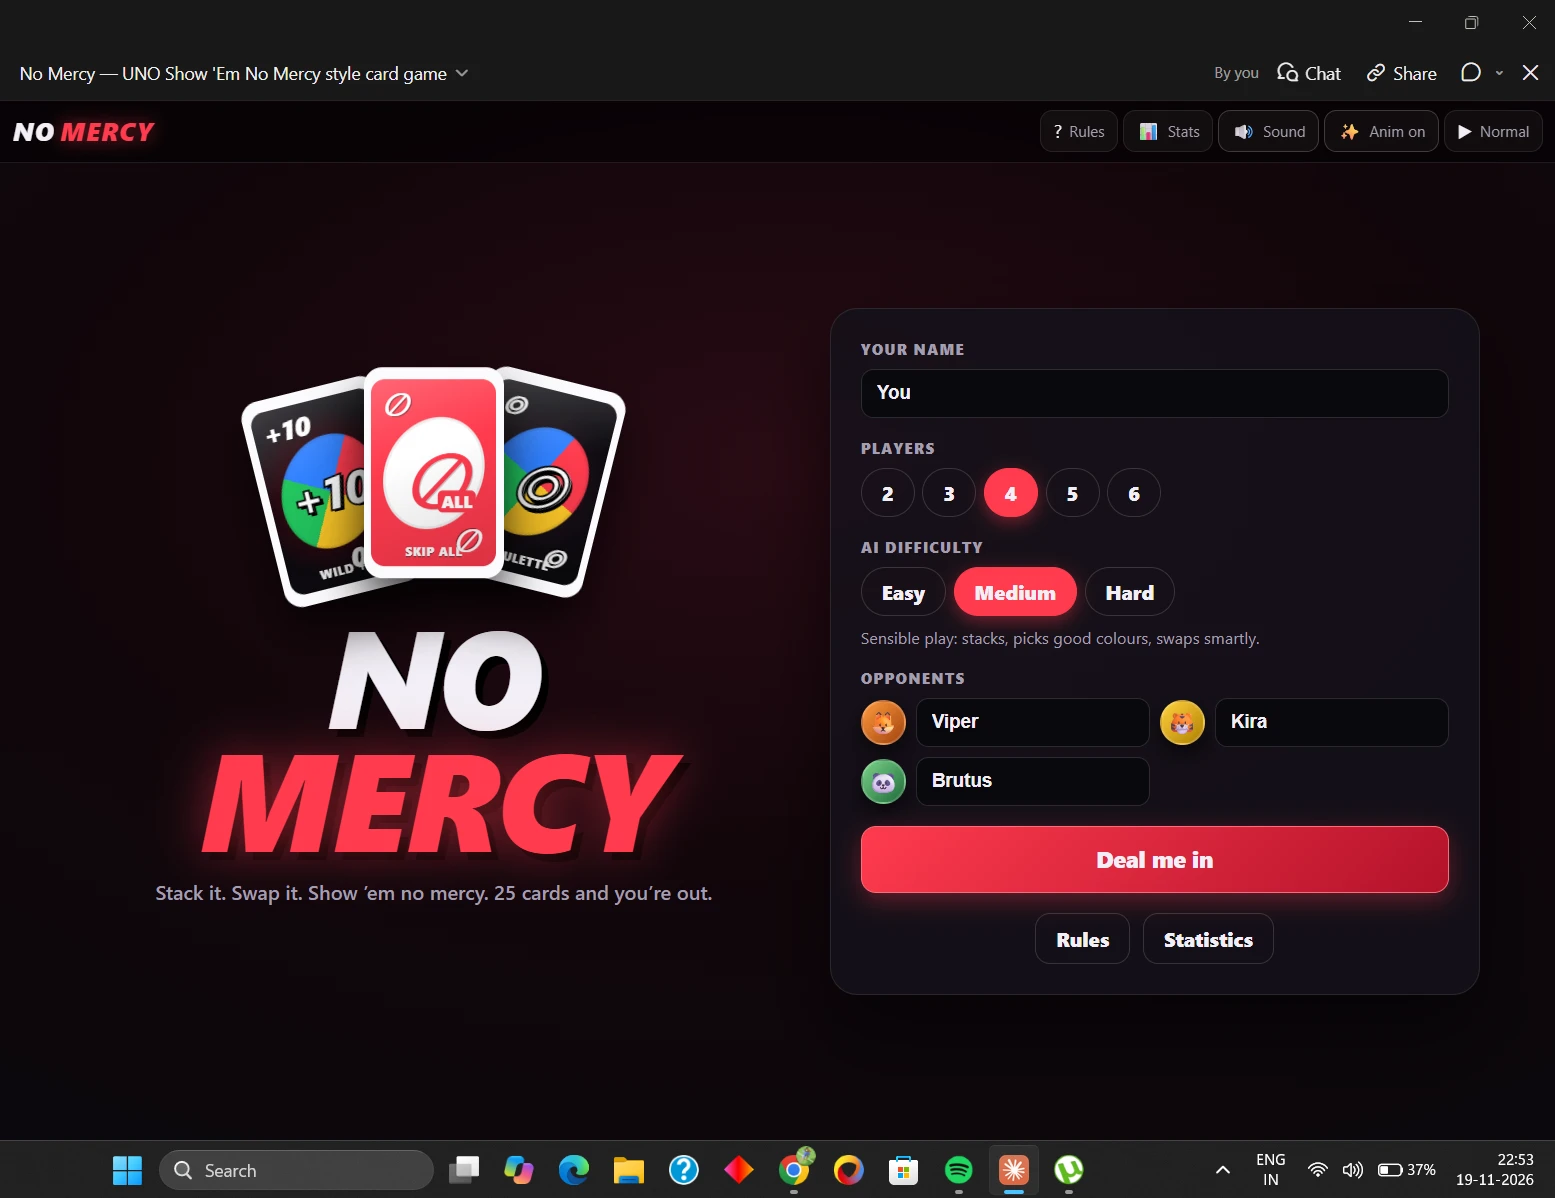 No Mercy — UNO Show 'Em No Mercy style card game
By you
Chat
Share
NO MERCY
? Rules
Stats
Sound
Anim on
Normal
+10
+10
WILD
ALL
SKIP ALL
ULETTE
NO
MERCY
Stack it. Swap it. Show ’em no mercy. 25 cards and you’re out.
YOUR NAME
You
PLAYERS
2 3 4 5 6
AI DIFFICULTY
Easy Medium Hard
Sensible play: stacks, picks good colours, swaps smartly.
OPPONENTS
Viper
Kira
Brutus
Deal me in
Rules
Statistics
Search
ENG
IN
37%
22:53
19-11-2026